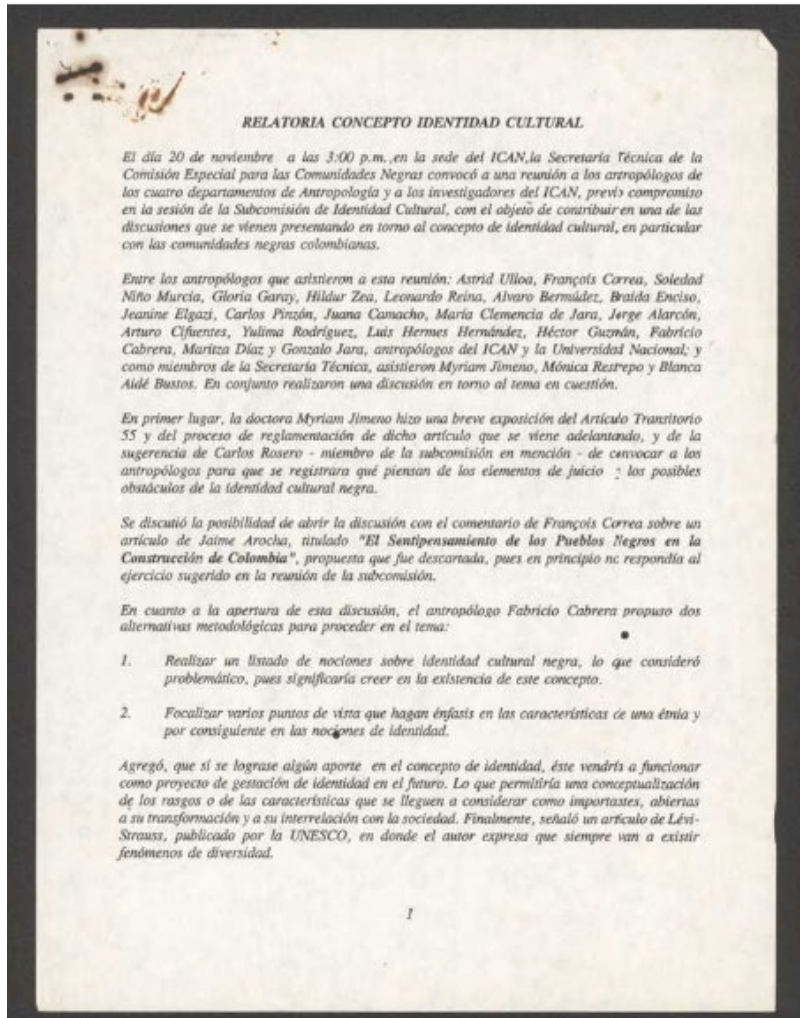 RELATORIA CONCEPTO IDENTIDAD CULTURAL
El día 20 de noviembre a las 3:00 p.m.,en la sede del ICAN,la Secretaría Técnica de la
Comisión Especial para las Comunidades Negras convocó a una reunión a los antropólogos de
los cuatro departamentos de Antropología y a los investigadores del ICAN, previo compromiso
en la sesión de la Subcomisión de Identidad Cultural, con el objeto de contribuir en una de las
discusiones que se vienen presentando en torno al concepto de identidad cultural, en particular
con las comunidades negras colombianas.
Entre los antropólogos que asistieron a esta reunión: Astrid Ulloa, François Correa, Soledad
Niño Murcia, Gloria Garay, Hildur Zea, Leonardo Reina, Alvaro Bermúdez, Braida Enciso,
Jeanine Elgazi, Carlos Pinzón, Juana Camacho, María Clemencia de Jara, Jorge Alarcón,
Arturo Cifuentes, Yulima Rodríguez, Luis Hermes Hernández, Héctor Guzmán, Fabricio
Cabrera, Maritza Díaz y Gonzalo Jara, antropólogos del ICAN y la Universidad Nacional; y
como miembros de la Secretaría Técnica, asistieron Myriam Jimeno, Mónica Restrepo y Blanca
Aidé Bustos. En conjunto realizaron una discusión en torno al tema en cuestión.
En primer lugar, la doctora Myriam Jimeno hizo una breve exposición del Artículo Transitorio
55 y del proceso de reglamentación de dicho artículo que se viene adelantando, y de la
sugerencia de Carlos Rosero - miembro de la subcomisión en mención - de convocar a los
antropólogos para que se registrara qué piensan de los elementos de juicio los posibles
obstáculos de la identidad cultural negra.
Se discutió la posibilidad de abrir la discusión con el comentario de François Correa sobre un
artículo de Jaime Arocha, titulado "El Sentipensamiento de los Pueblos Negros en la
Construcción de Colombia", propuesta que fue descartada, pues en principio no respondía al
ejercicio sugerido en la reunión de la subcomisión.
En cuanto a la apertura de esta discusión, el antropólogo Fabricio Cabrera propuso dos
alternativas metodológicas para proceder en el tema:
1. Realizar un listado de nociones sobre identidad cultural negra, lo que consideró
problemático, pues significaría creer en la existencia de este concepto.
2. Focalizar varios puntos de vista que hagan énfasis en las características de una étnia y
por consiguiente en las nociones de identidad.
Agregó, que si se lograse algún aporte en el concepto de identidad, éste vendría a funcionar
como proyecto de gestación de identidad en el futuro. Lo que permitiría una conceptualización
de los rasgos o de las características que se lleguen a considerar como importantes, abiertas
a su transformación y a su interrelación con la sociedad. Finalmente, señaló un artículo de Lévi-
Strauss, publicado por la UNESCO, en donde el autor expresa que siempre van a existir
fenómenos de diversidad.
1